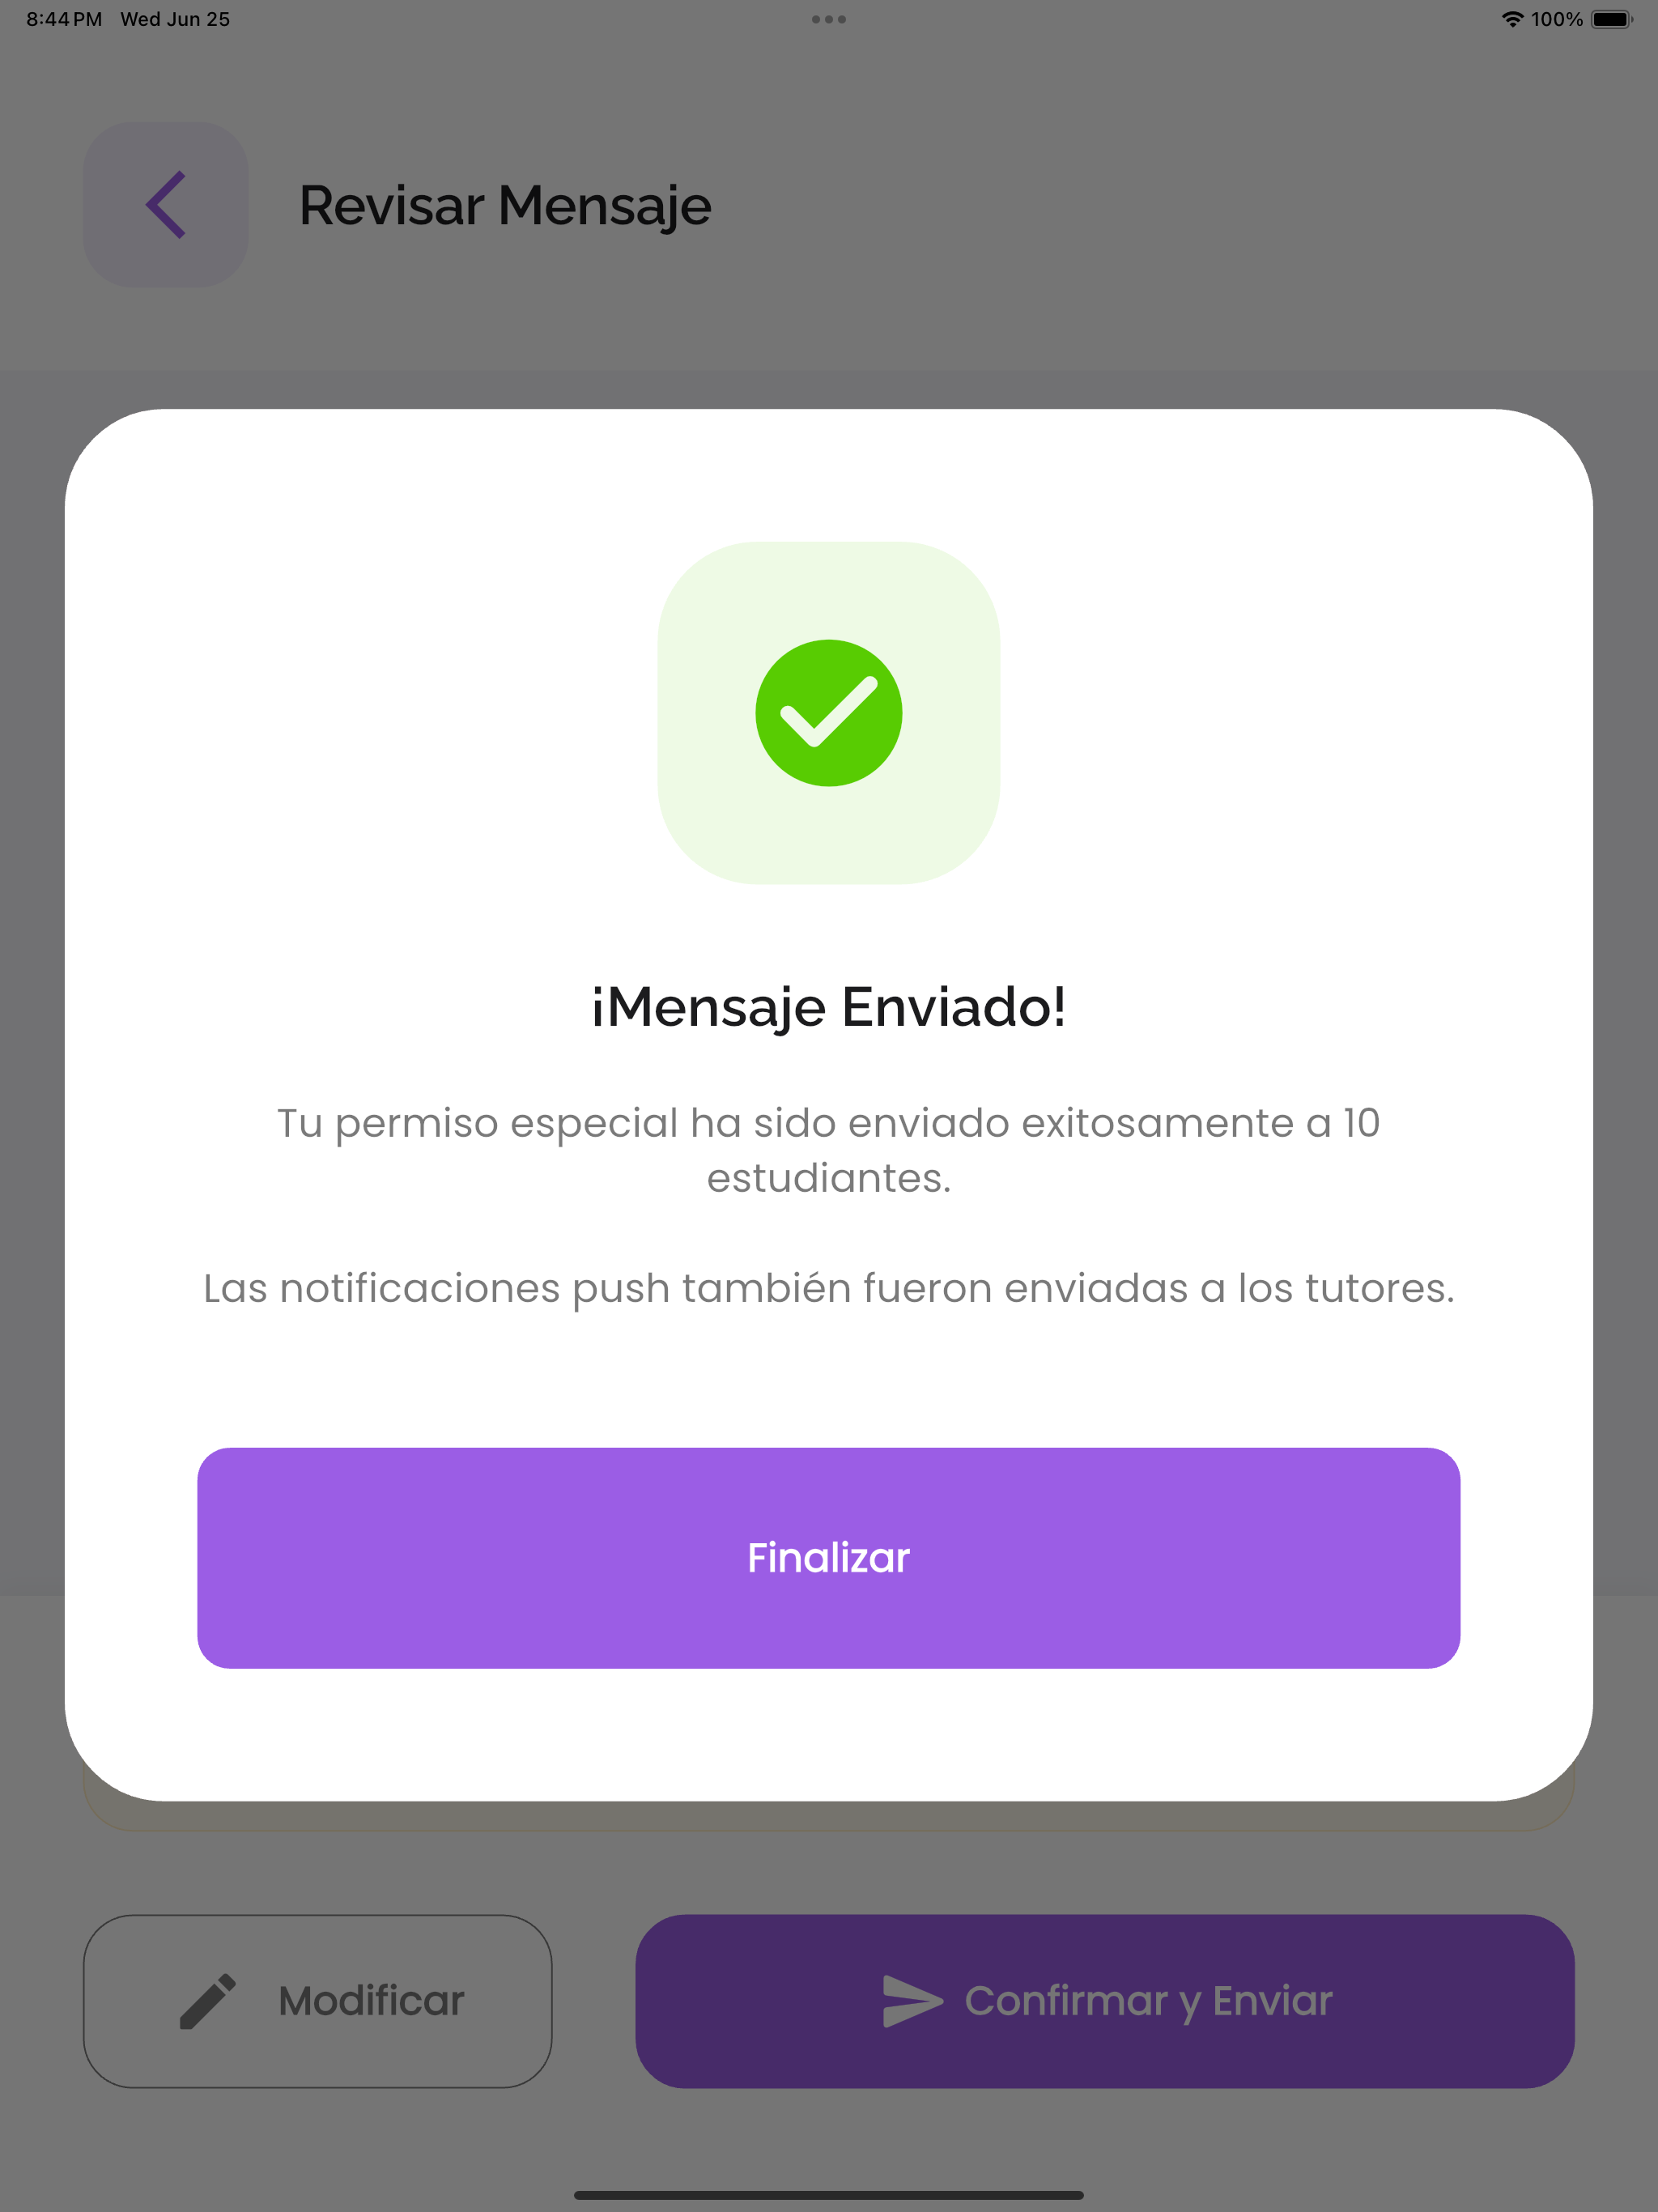 8:44 PM Wed Jun 25
100%
Revisar Mensaje
¡Mensaje Enviado!
Tu permiso especial ha sido enviado exitosamente a 10
estudiantes.
Las notificaciones push también fueron enviadas a los tutores.
Finalizar
Modificar
Confirmar y Enviar